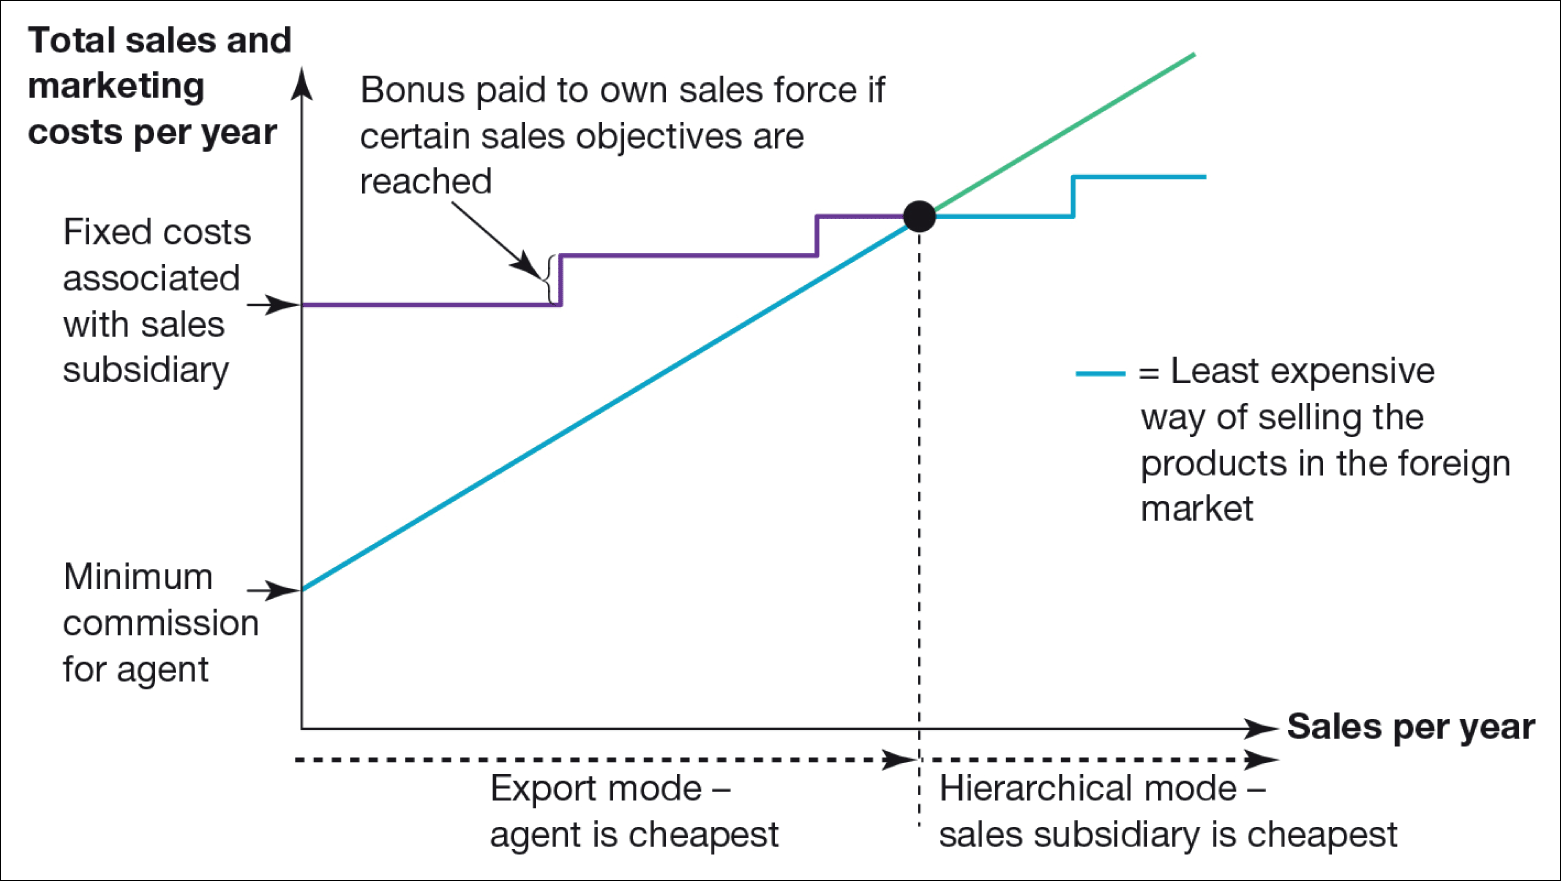 Total sales and
marketing
costs per year
Bonus paid to own sales force if
certain sales objectives are
reached
Fixed costs
associated
with sales
subsidiary
= Least expensive
way of selling the
products in the foreign
market
Minimum
commission
for agent
Sales per year
Export mode –
agent is cheapest
Hierarchical mode –
sales subsidiary is cheapest